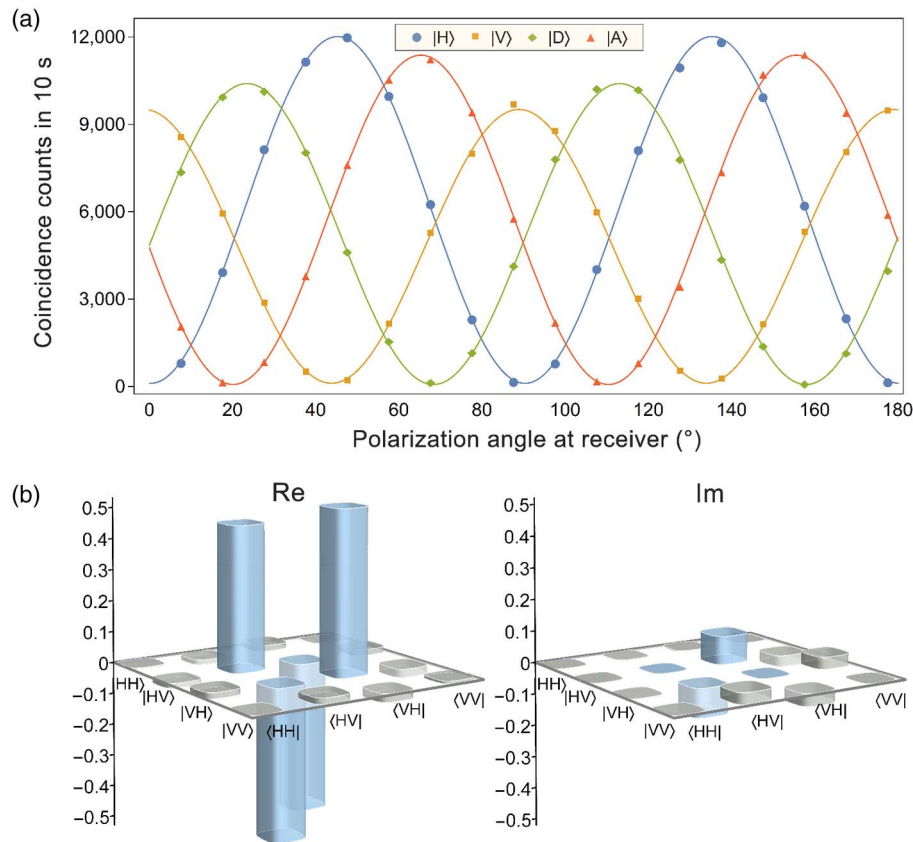 (a)
|H⟩ |V⟩ |D⟩ |A⟩
12,000
9,000
6,000
3,000
0
Coincidence counts in 10 s
0 20 40 60 80 100 120 140 160 180
Polarization angle at receiver (°)
(b)
Re
0.5
0.4
0.3
0.2
0.1
0
−0.1
−0.2
−0.3
−0.4
−0.5
|HH⟩
|HV⟩
|VH⟩
|VV⟩
⟨HH|
⟨HV|
⟨VH|
⟨VV|
Im
0.5
0.4
0.3
0.2
0.1
0
−0.1
−0.2
−0.3
−0.4
−0.5
|HH⟩
|HV⟩
|VH⟩
|VV⟩
⟨HH|
⟨HV|
⟨VH|
⟨VV|